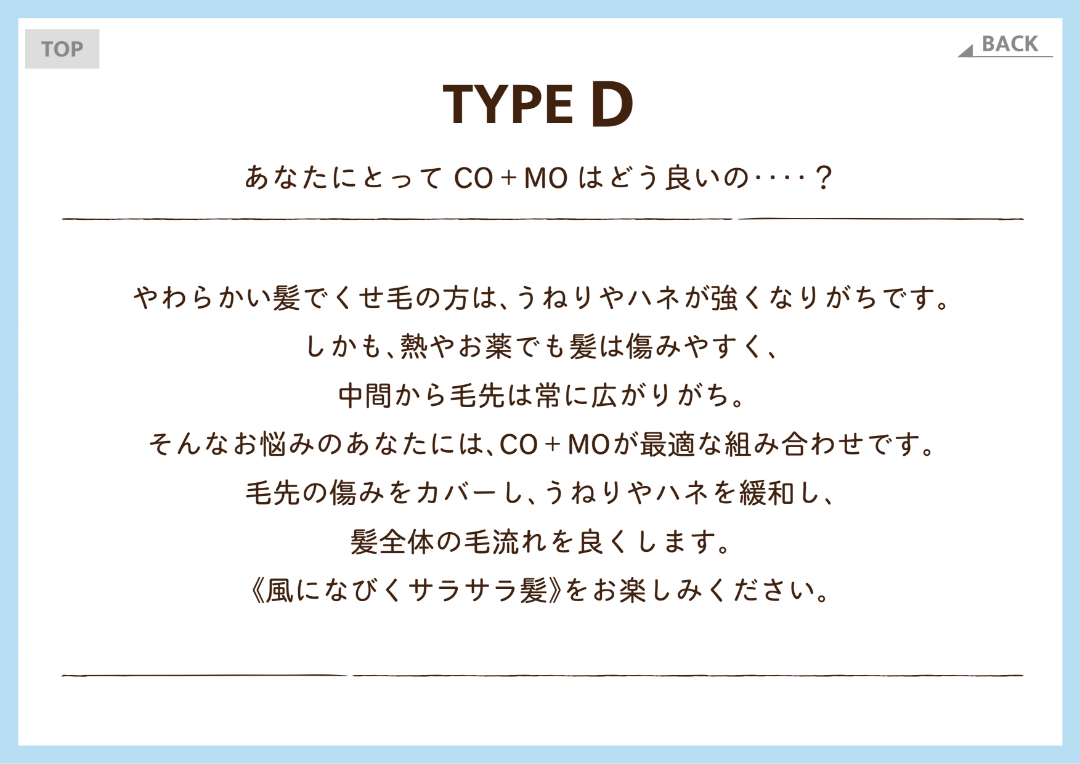 TOP
BACK
TYPE D
あなたにとって CO+MO はどう良いの‥‥？
やわらかい髪でくせ毛の方は、うねりやハネが強くなりがちです。
しかも、熱やお薬でも髪は傷みやすく、
中間から毛先は常に広がりがち。
そんなお悩みのあなたには、CO+MOが最適な組み合わせです。
毛先の傷みをカバーし、うねりやハネを緩和し、
髪全体の毛流れを良くします。
《風になびくサラサラ髪》をお楽しみください。